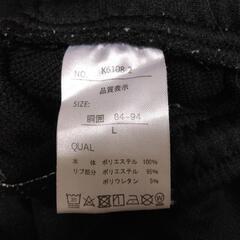 NO. K6108-2
品質表示
SIZE:
胴囲 84-94
L
QUAL
本 体 ポリエステル 100%
リブ部分 ポリエステル 95%
ポリウレタン 5%